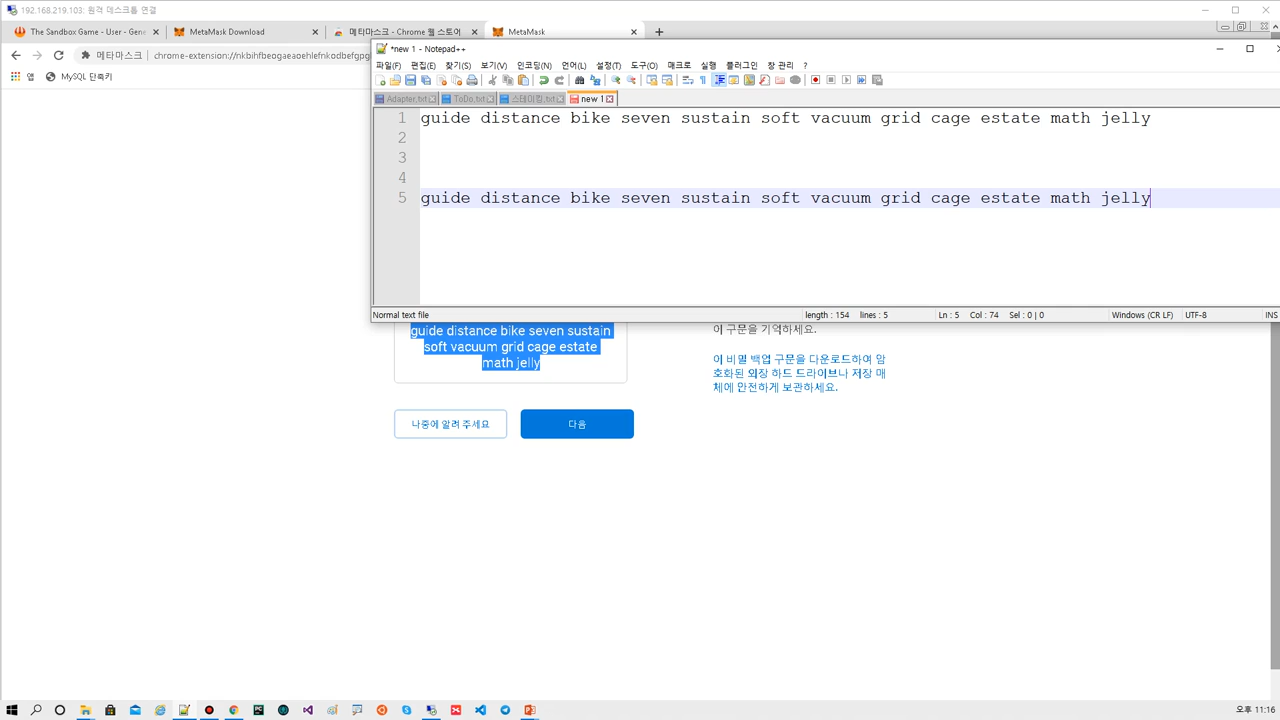 192.168.219.103: 원격 데스크톱 연결
The Sandbox Game - User - Gene
MetaMask Download
메타마스크 - Chrome 웹 스토어
MetaMask
메타마스크
chrome-extension://nkbihfbeogaeaoehlefnkodbefgpg
앱
MySQL 단축키
*new 1 - Notepad++
파일(F) 편집(E) 찾기(S) 보기(V) 인코딩(N) 언어(L) 설정(T) 도구(O) 매크로 실행 플러그인 창 관리 ?
Adapter.txt
ToDo.txt
스테이킹.txt
new 1
1 guide distance bike seven sustain soft vacuum grid cage estate math jelly
2
3
4
5 guide distance bike seven sustain soft vacuum grid cage estate math jelly
Normal text file
length : 154 lines : 5
Ln : 5 Col : 74 Sel : 0 | 0
Windows (CR LF)
UTF-8
INS
guide distance bike seven sustain
soft vacuum grid cage estate
math jelly
이 구문을 기억하세요.
이 비밀 백업 구문을 다운로드하여 암
호화된 외장 하드 드라이브나 저장 매
체에 안전하게 보관하세요.
나중에 알려 주세요
다음
오후 11:16